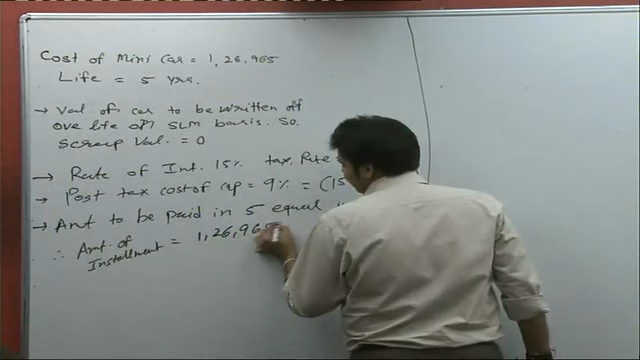 Cost of Mini Car = 1,26,965
Life = 5 yrs.
→ Val. of car to be written off
ove life of SLM basis. So.
Scrap Val. = 0
→ Rate of Int. 15% tax. Rate
→ Post tax cost of cap = 9% = (15
→ Amt to be paid in 5 equal
∴ Amt. of
Installment = 1,26,965